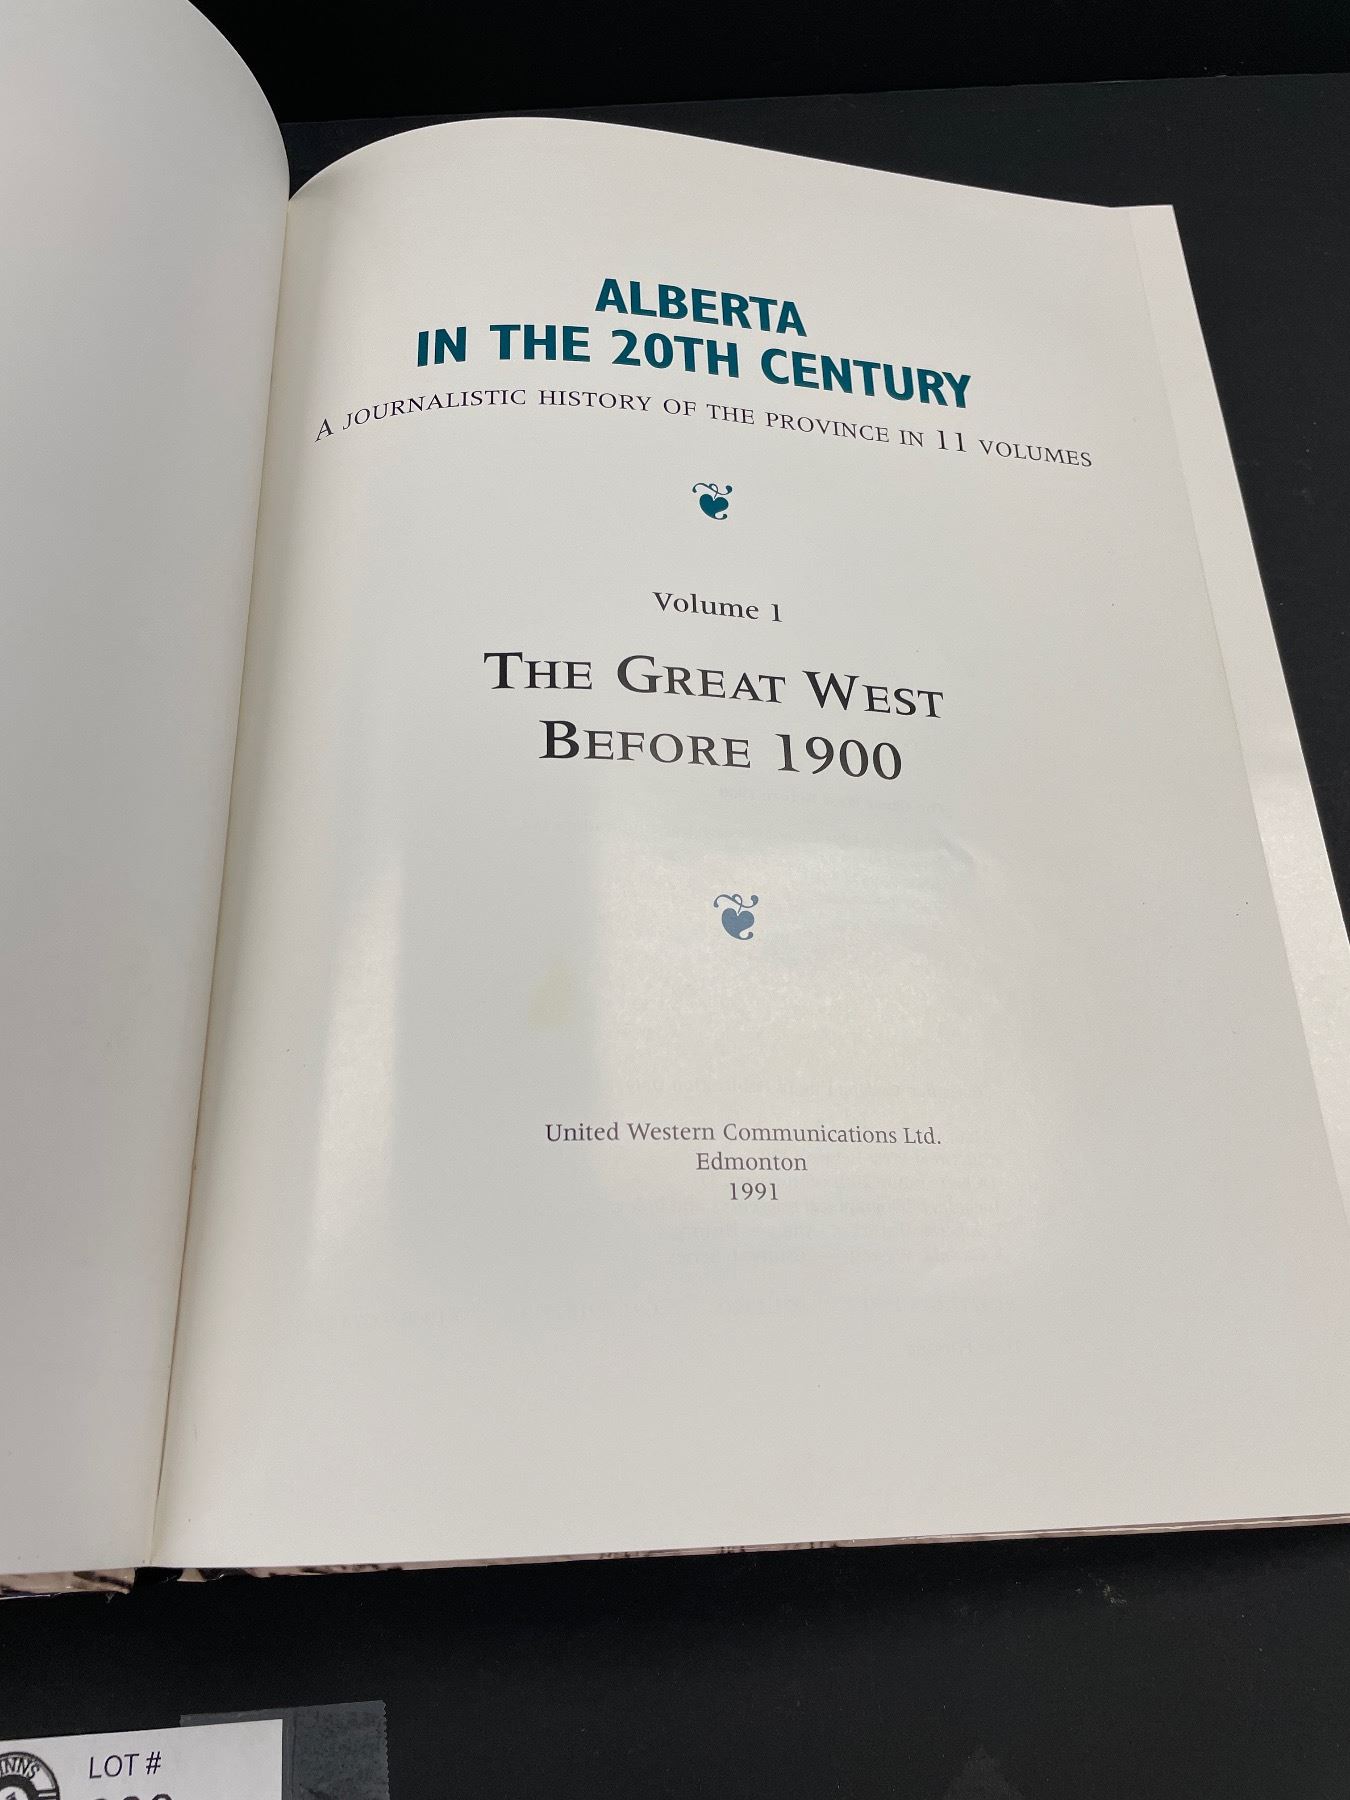 ALBERTA
IN THE 20TH CENTURY
A JOURNALISTIC HISTORY OF THE PROVINCE IN 11 VOLUMES
Volume 1
THE GREAT WEST
BEFORE 1900
United Western Communications Ltd.
Edmonton
1991
LOT #